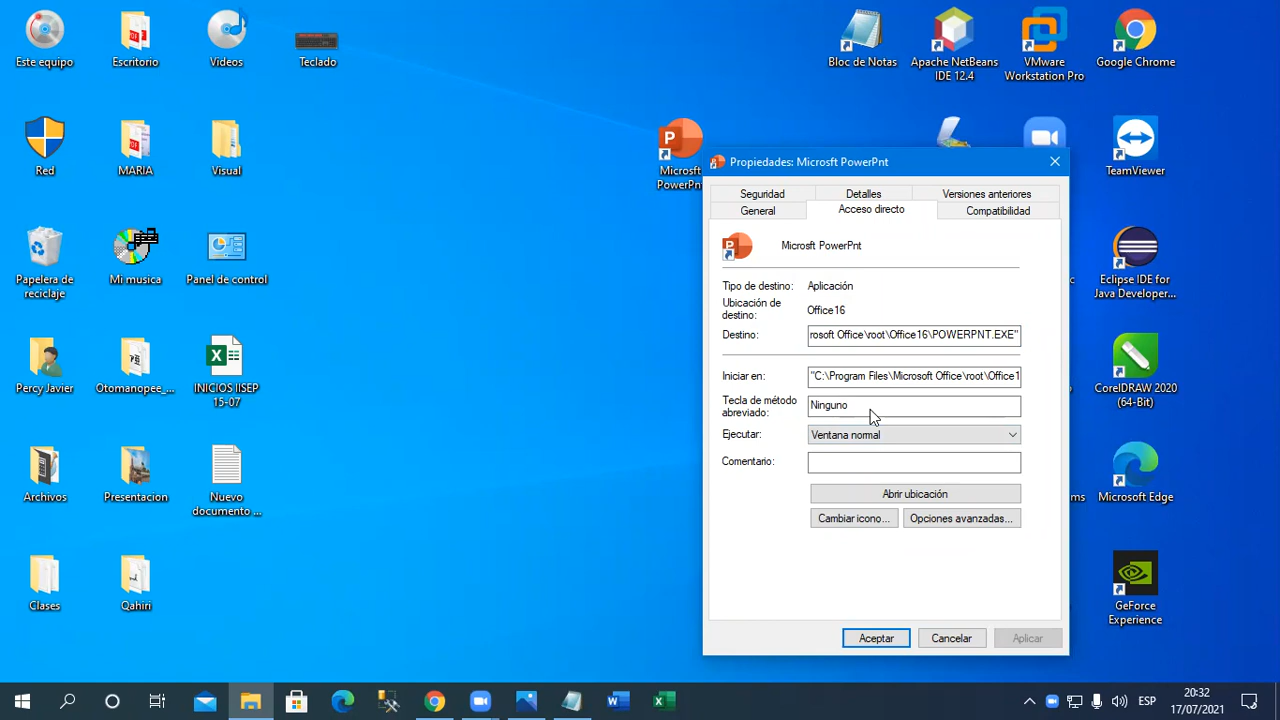 Este equipo
Escritorio
Videos
Teclado
Bloc de Notas
Apache NetBeans
IDE 12.4
VMware
Workstation Pro
Google Chrome
Red
MARIA
Visual
Microsft
PowerPnt
TeamViewer
Papelera de
reciclaje
Mi musica
Panel de control
Eclipse IDE for
Java Developer...
Percy Javier
Otomanopee_...
INICIOS IISEP
15-07
CorelDRAW 2020
(64-Bit)
Archivos
Presentacion
Nuevo
documento ...
ms
Microsoft Edge
Clases
Qahiri
GeForce
Experience
Propiedades: Microsft PowerPnt
Seguridad
Detalles
Versiones anteriores
General
Acceso directo
Compatibilidad
Microsft PowerPnt
Tipo de destino: Aplicación
Ubicación de
destino: Office16
Destino: rosoft Office\root\Office16\POWERPNT.EXE"
Iniciar en: "C:\Program Files\Microsoft Office\root\Office1
Tecla de método
abreviado: Ninguno
Ejecutar: Ventana normal
Comentario:
Abrir ubicación
Cambiar icono...
Opciones avanzadas...
Aceptar
Cancelar
Aplicar
ESP
20:32
17/07/2021